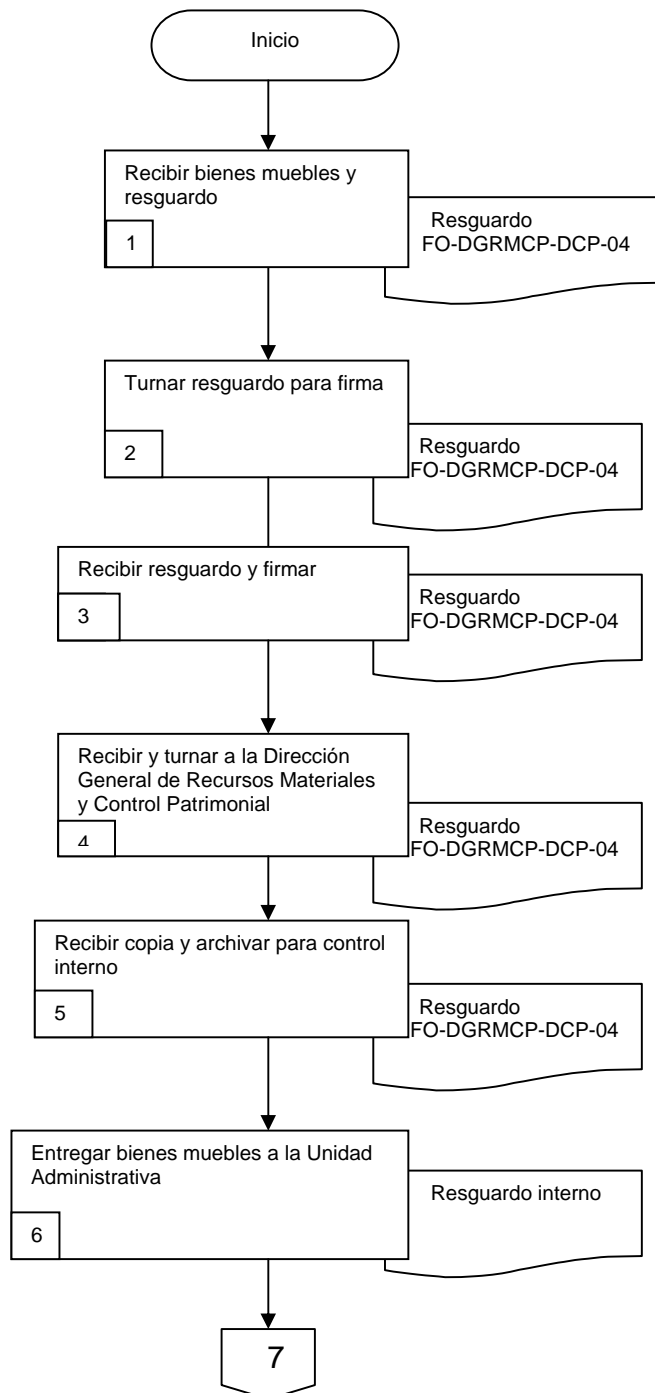 Inicio
Recibir bienes muebles y
resguardo
1
Resguardo
FO-DGRMCP-DCP-04
Turnar resguardo para firma
2
Resguardo
FO-DGRMCP-DCP-04
Recibir resguardo y firmar
3
Resguardo
FO-DGRMCP-DCP-04
Recibir y turnar a la Dirección
General de Recursos Materiales
y Control Patrimonial
4
Resguardo
FO-DGRMCP-DCP-04
Recibir copia y archivar para control
interno
5
Resguardo
FO-DGRMCP-DCP-04
Entregar bienes muebles a la Unidad
Administrativa
6
Resguardo interno
7